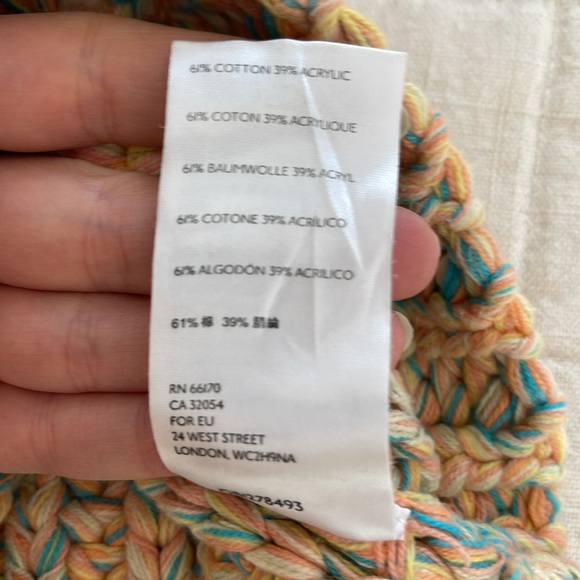 61% COTTON 39% ACRYLIC
61% COTON 39% ACRYLIQUE
61% BAUMWOLLE 39% ACRYL
61% COTONE 39% ACRILICO
61% ALGODÓN 39% ACRILICO
61% 棉 39%
RN 66170
CA 32054
FOR EU
24 WEST STREET
LONDON, WC2H9NA